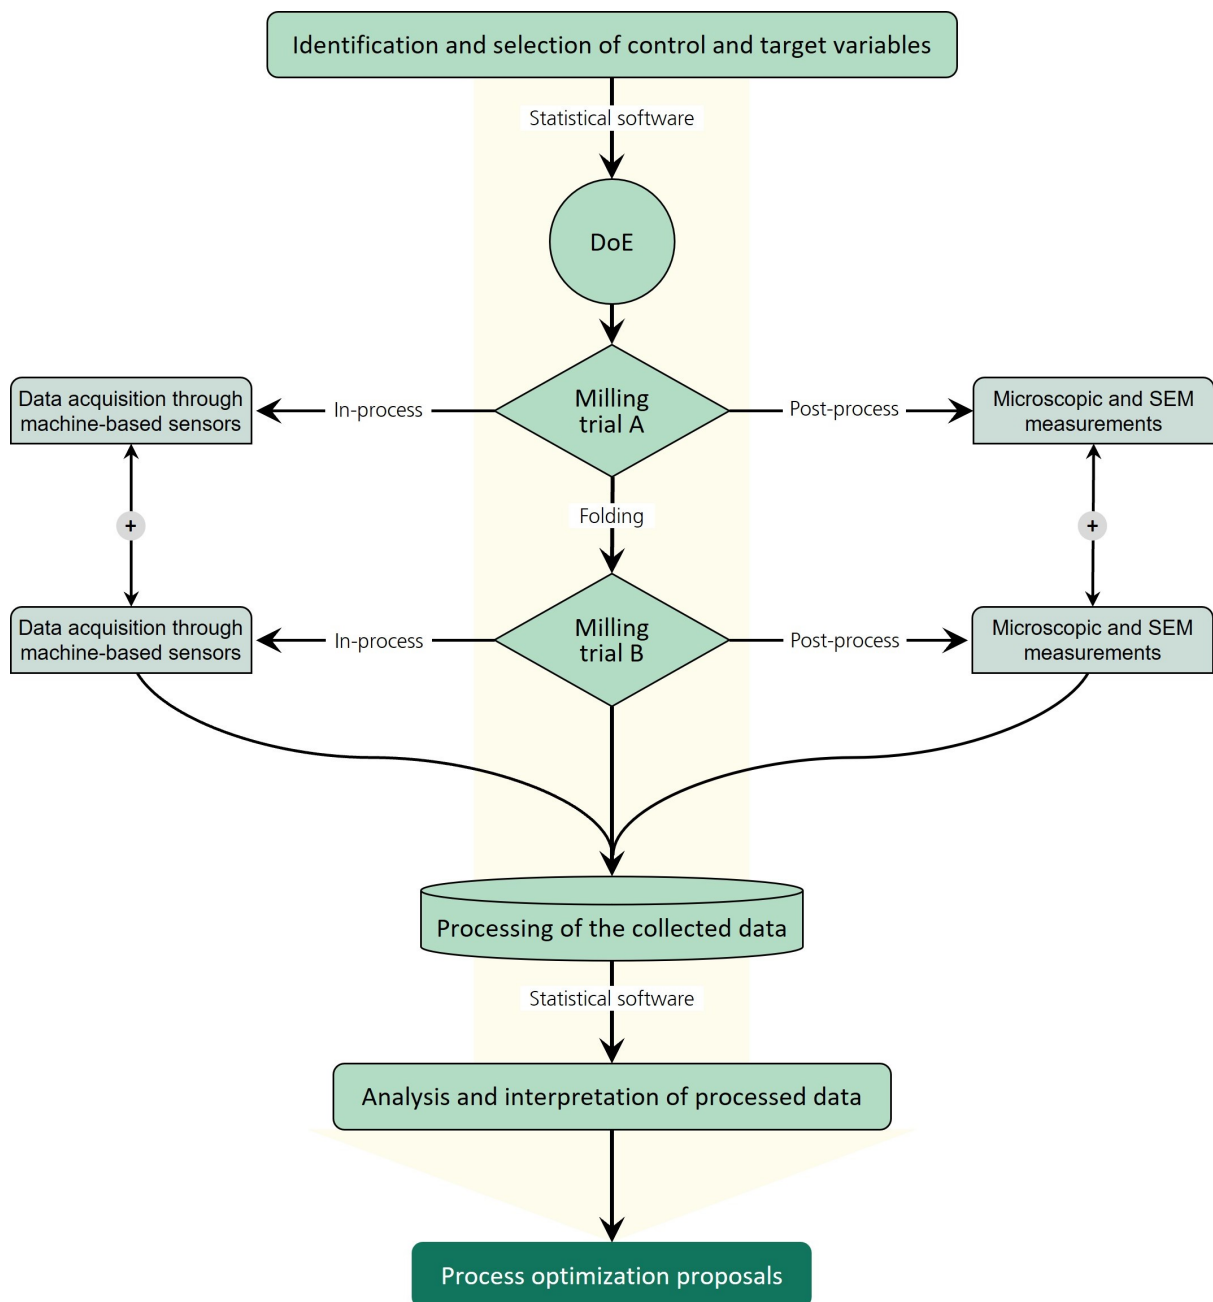 Identification and selection of control and target variables
Statistical software
DoE
Data acquisition through
machine-based sensors
In-process
Milling
trial A
Post-process
Microscopic and SEM
measurements
+
Folding
+
Data acquisition through
machine-based sensors
In-process
Milling
trial B
Post-process
Microscopic and SEM
measurements
Processing of the collected data
Statistical software
Analysis and interpretation of processed data
Process optimization proposals